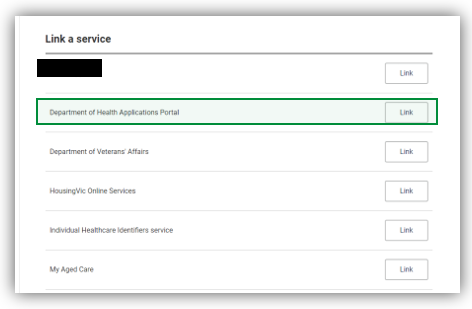 Link a service
Link
Department of Health Applications Portal
Link
Department of Veterans' Affairs
Link
HousingVic Online Services
Link
Individual Healthcare Identifiers service
Link
My Aged Care
Link